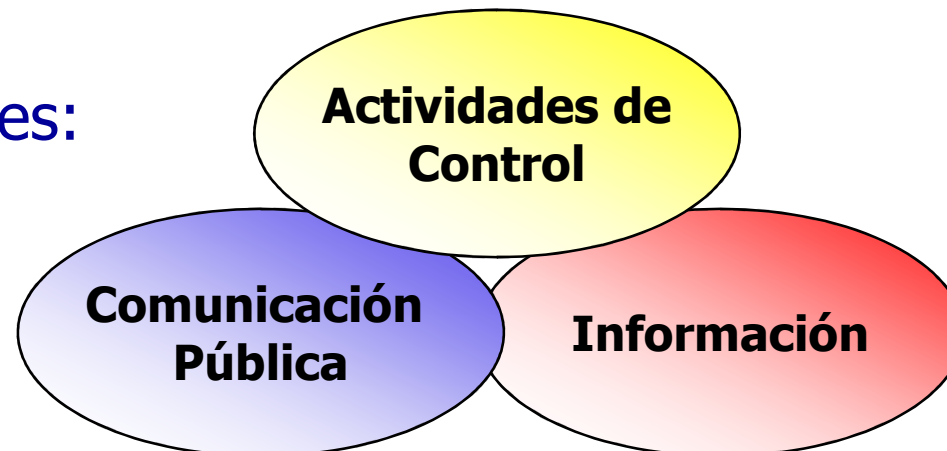 es:
Actividades de
Control
Comunicación
Pública
Información